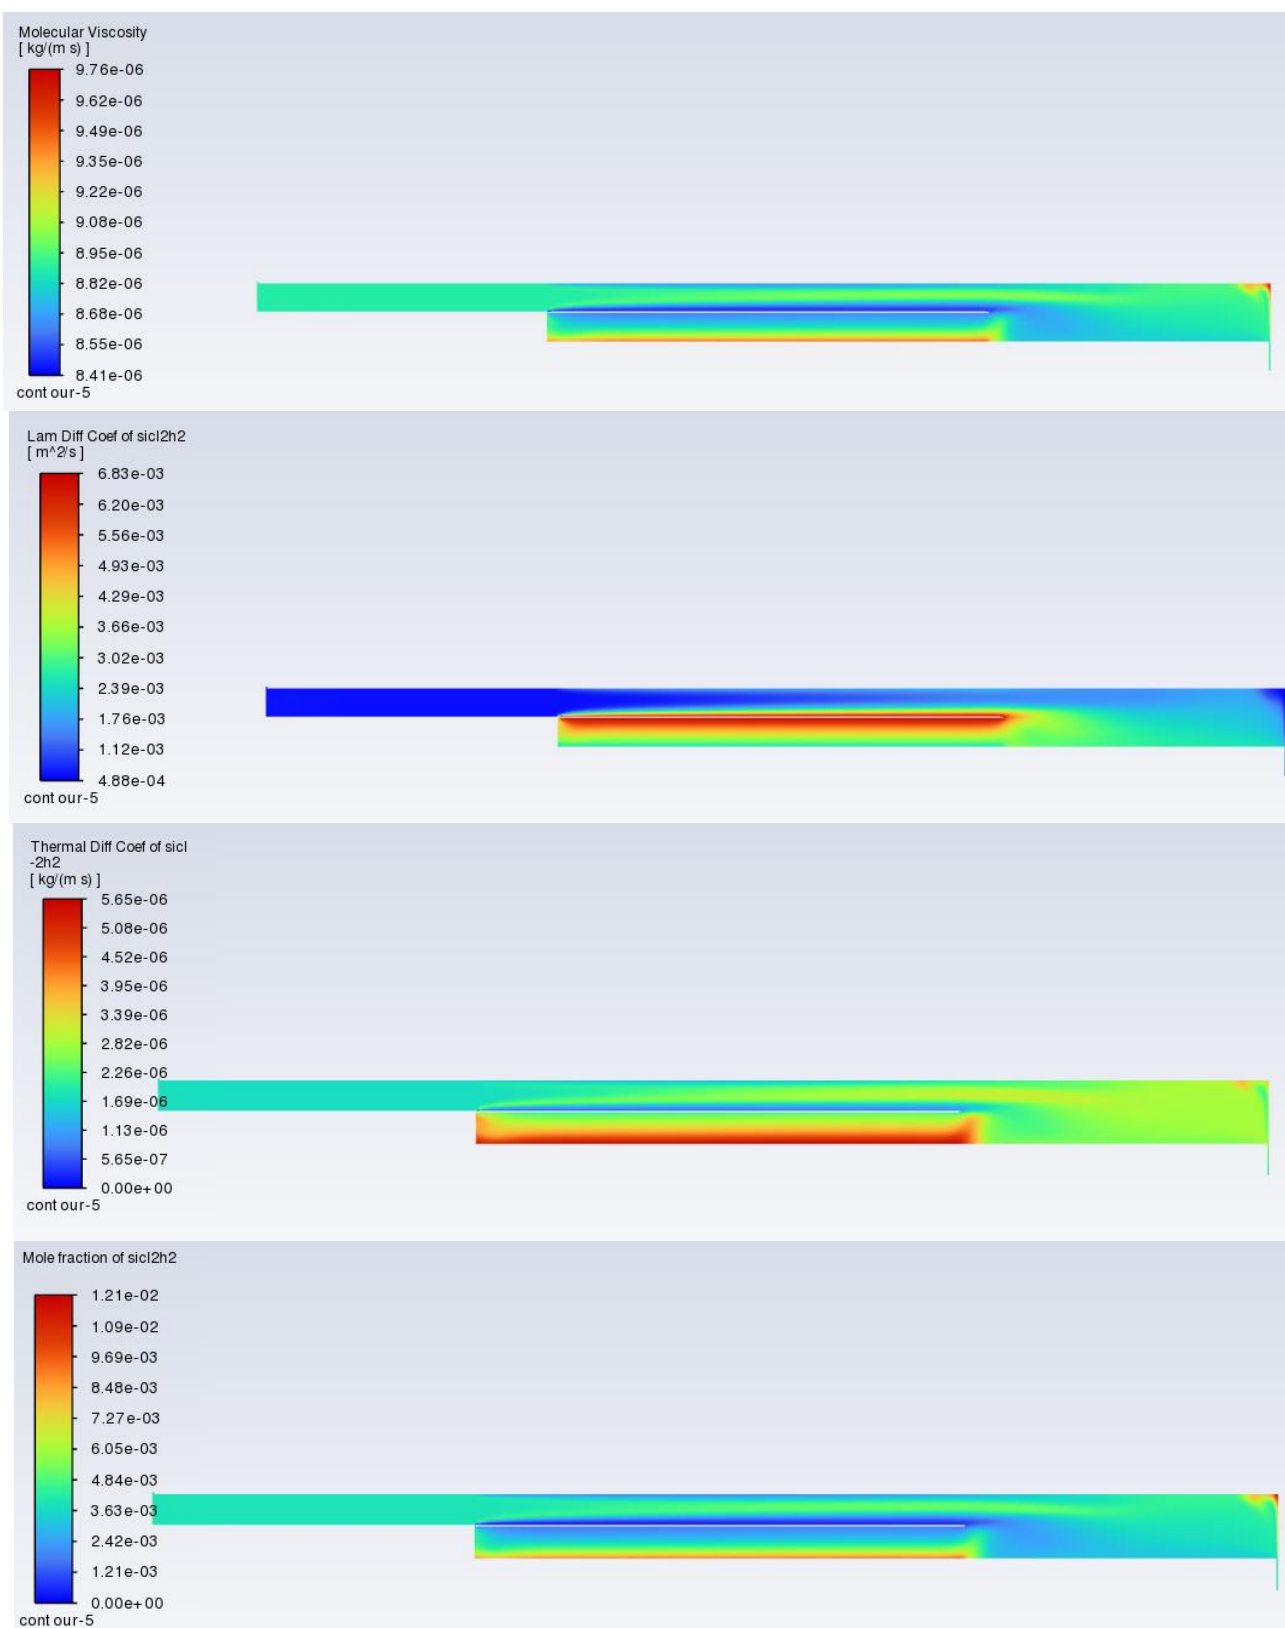 Molecular Viscosity
[ kg/(m s) ]
9.76e-06
9.62e-06
9.49e-06
9.35e-06
9.22e-06
9.08e-06
8.95e-06
8.82e-06
8.68e-06
8.55e-06
8.41e-06
cont our-5
Lam Diff Coef of sicl2h2
[ m^2/s ]
6.83e-03
6.20e-03
5.56e-03
4.93e-03
4.29e-03
3.66e-03
3.02e-03
2.39e-03
1.76e-03
1.12e-03
4.88e-04
cont our-5
Thermal Diff Coef of sicl
-2h2
[ kg/(m s) ]
5.65e-06
5.08e-06
4.52e-06
3.95e-06
3.39e-06
2.82e-06
2.26e-06
1.69e-06
1.13e-06
5.65e-07
0.00e+00
cont our-5
Mole fraction of sicl2h2
1.21e-02
1.09e-02
9.69e-03
8.48e-03
7.27e-03
6.05e-03
4.84e-03
3.63e-03
2.42e-03
1.21e-03
0.00e+00
cont our-5